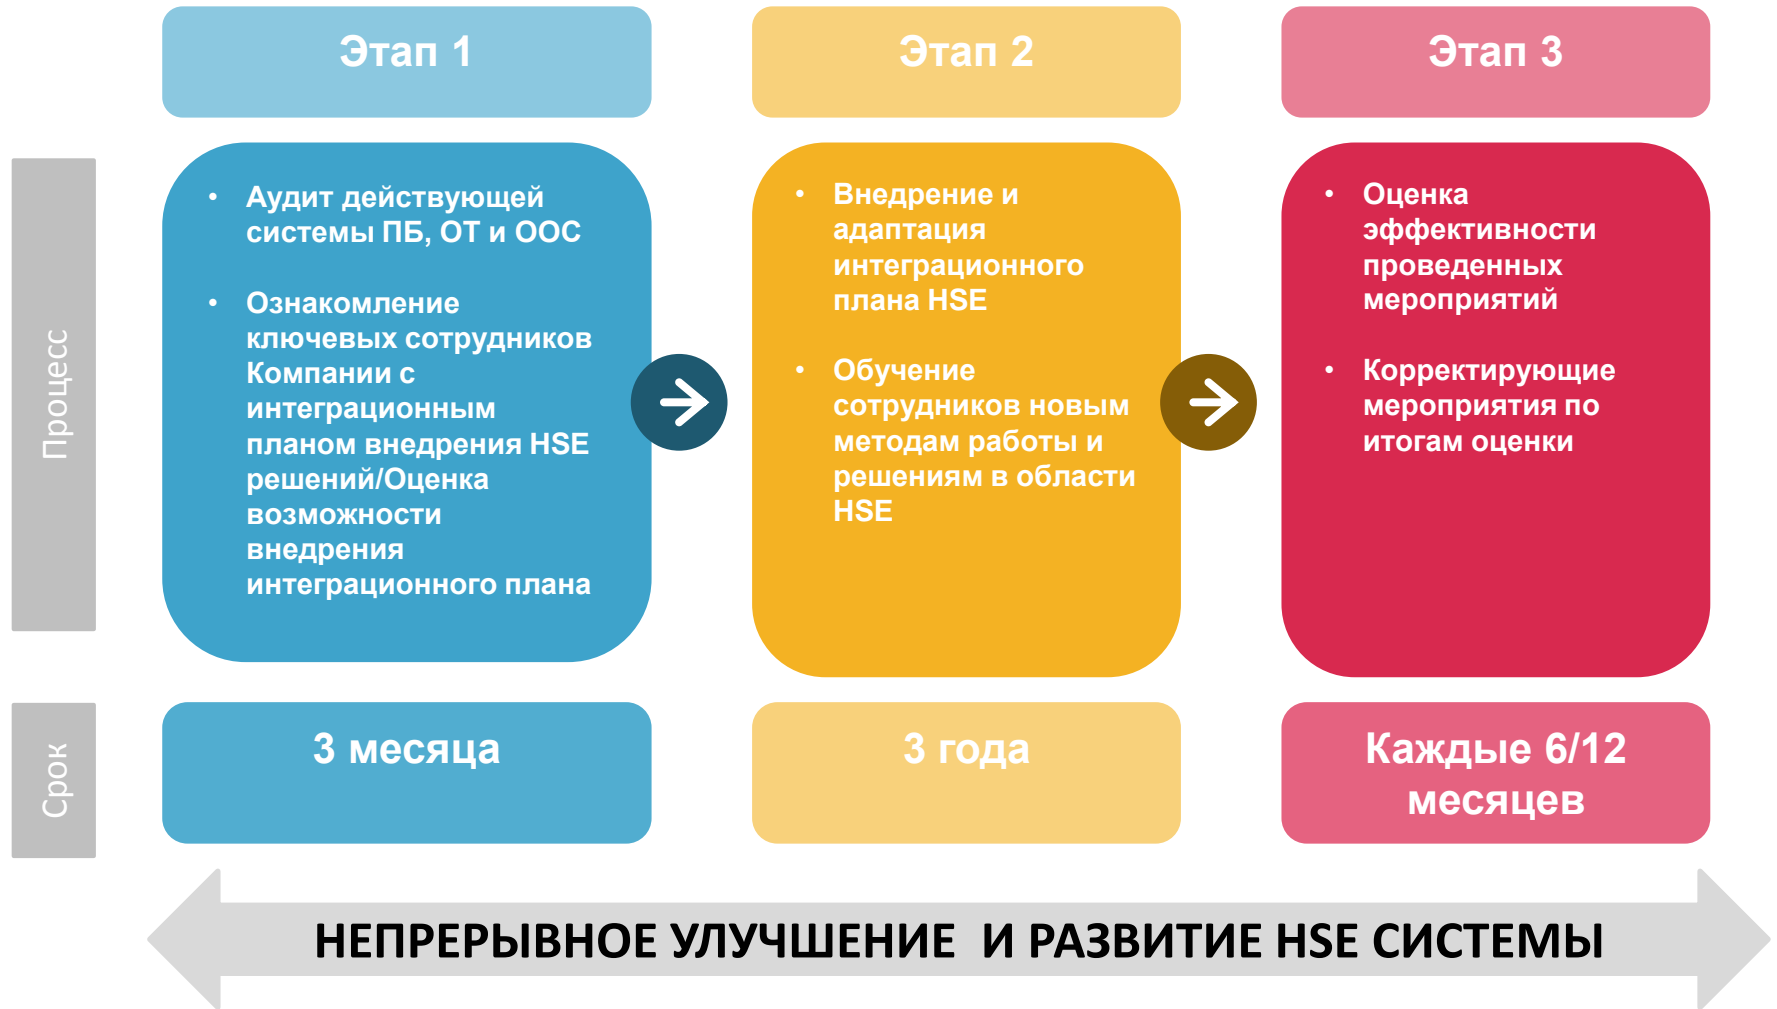 Этап 1
Этап 2
Этап 3
Процесс
• Аудит действующей
системы ПБ, ОТ и ООС
• Ознакомление
ключевых сотрудников
Компании с
интеграционным
планом внедрения HSE
решений/Оценка
возможности
внедрения
интеграционного плана
• Внедрение и
адаптация
интеграционного
плана HSE
• Обучение
сотрудников новым
методам работы и
решениям в области
HSE
• Оценка
эффективности
проведенных
мероприятий
• Корректирующие
мероприятия по
итогам оценки
Срок
3 месяца
3 года
Каждые 6/12
месяцев
НЕПРЕРЫВНОЕ УЛУЧШЕНИЕ И РАЗВИТИЕ HSE СИСТЕМЫ